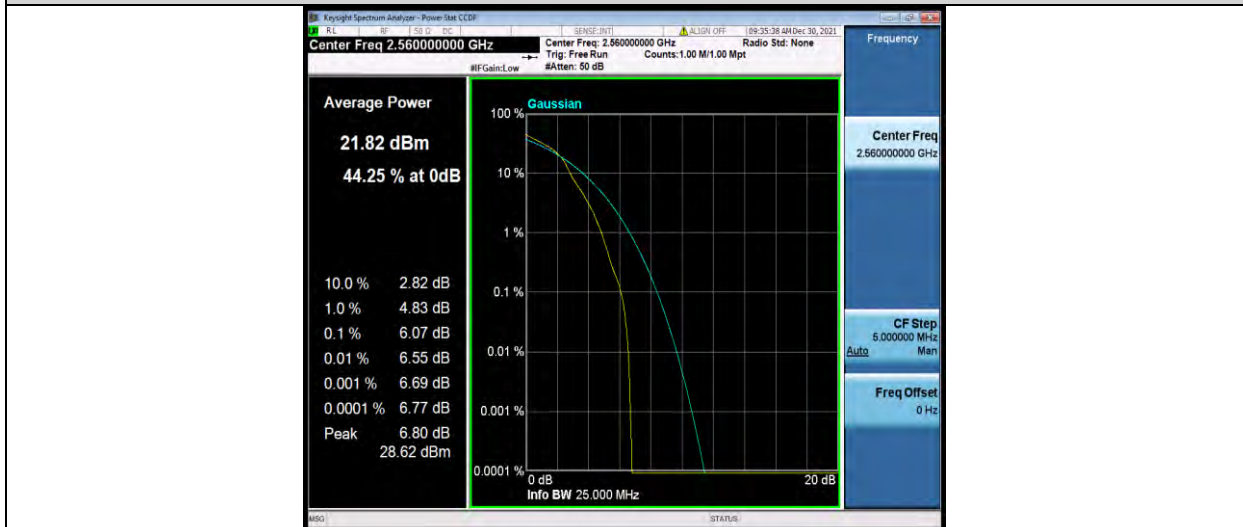 Keysight Spectrum Analyzer - Power Stat CCDF
RL RF 50 Ω DC SENSE:INT ALIGN OFF 09:35:38 AM Dec 30, 2021
Center Freq 2.560000000 GHz
Center Freq: 2.560000000 GHz Radio Std: None
Trig: Free Run Counts:1.00 M/1.00 Mpt
#IFGain:Low #Atten: 50 dB
Average Power
21.82 dBm
44.25 % at 0dB
10.0 % 2.82 dB
1.0 % 4.83 dB
0.1 % 6.07 dB
0.01 % 6.55 dB
0.001 % 6.69 dB
0.0001 % 6.77 dB
Peak 6.80 dB
28.62 dBm
Gaussian
100 %
10 %
1 %
0.1 %
0.01 %
0.001 %
0.0001 %
0 dB 20 dB
Info BW 25.000 MHz
Frequency
Center Freq
2.560000000 GHz
CF Step
5.000000 MHz
Auto Man
Freq Offset
0 Hz
MSG STATUS